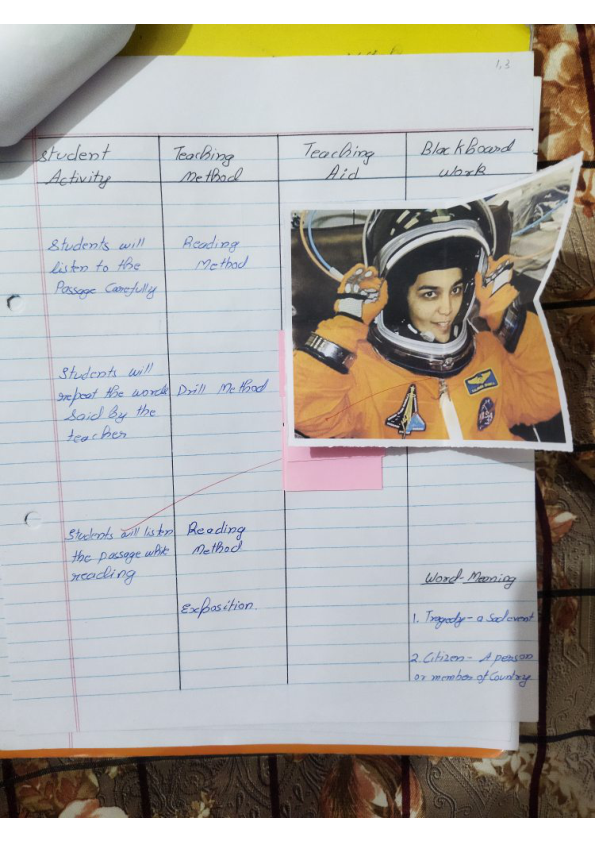 1,3
Student Activity
Teaching Method
Teaching Aid
BlackBoard work
Students will
listen to the
Passage Carefully
Reading
Method
Students will
repeat the words
said by the
teacher
Drill Method
Students will listen
the passage while
reading
Reading
Method
Exposition.
Word-Meaning
1. Tragedy - a sad event
2. Citizen - A person
or member of Country